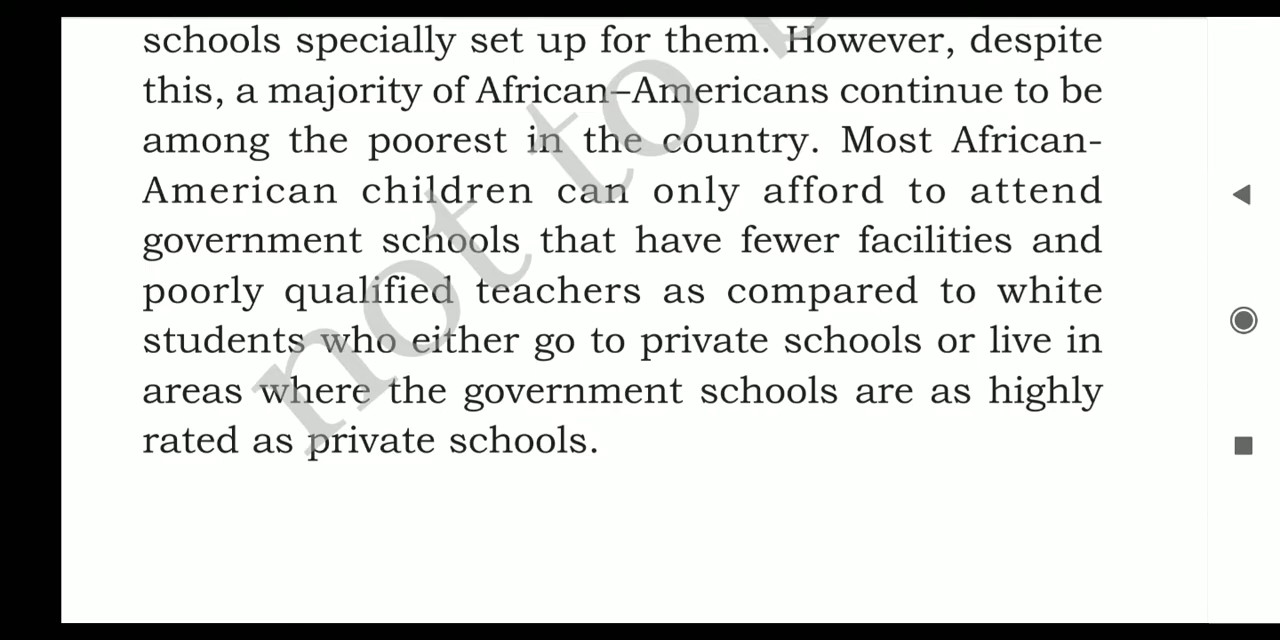 schools specially set up for them. However, despite
this, a majority of African–Americans continue to be
among the poorest in the country. Most African-
American children can only afford to attend
government schools that have fewer facilities and
poorly qualified teachers as compared to white
students who either go to private schools or live in
areas where the government schools are as highly
rated as private schools.
not to b